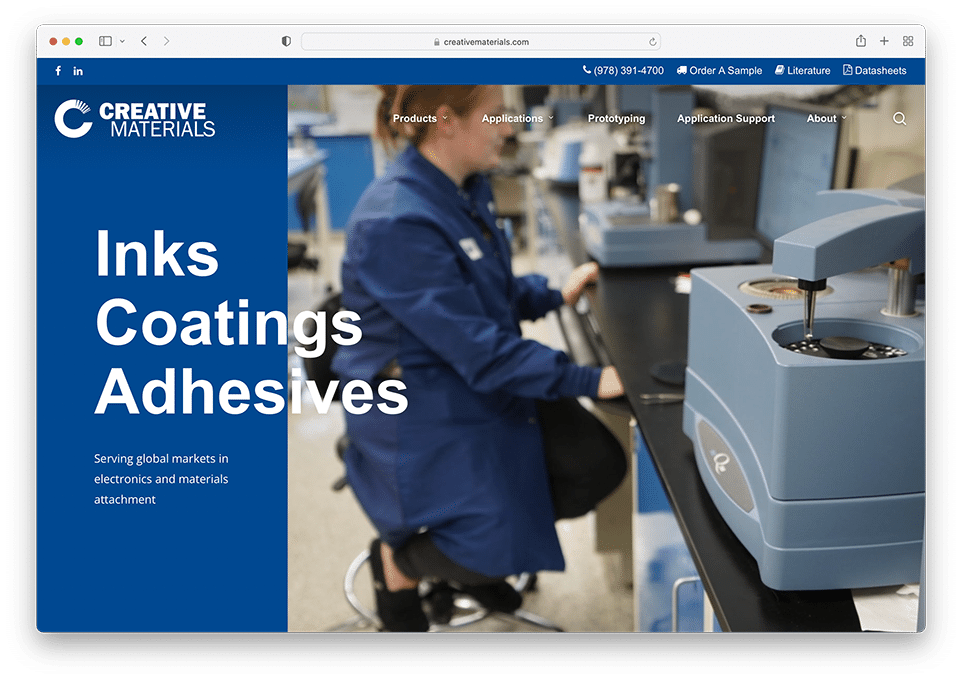 creativematerials.com
f in
(978) 391-4700 Order A Sample Literature Datasheets
CREATIVE
MATERIALS
Products Applications Prototyping Application Support About
Inks
Coatings
Adhesives
Serving global markets in
electronics and materials
attachment